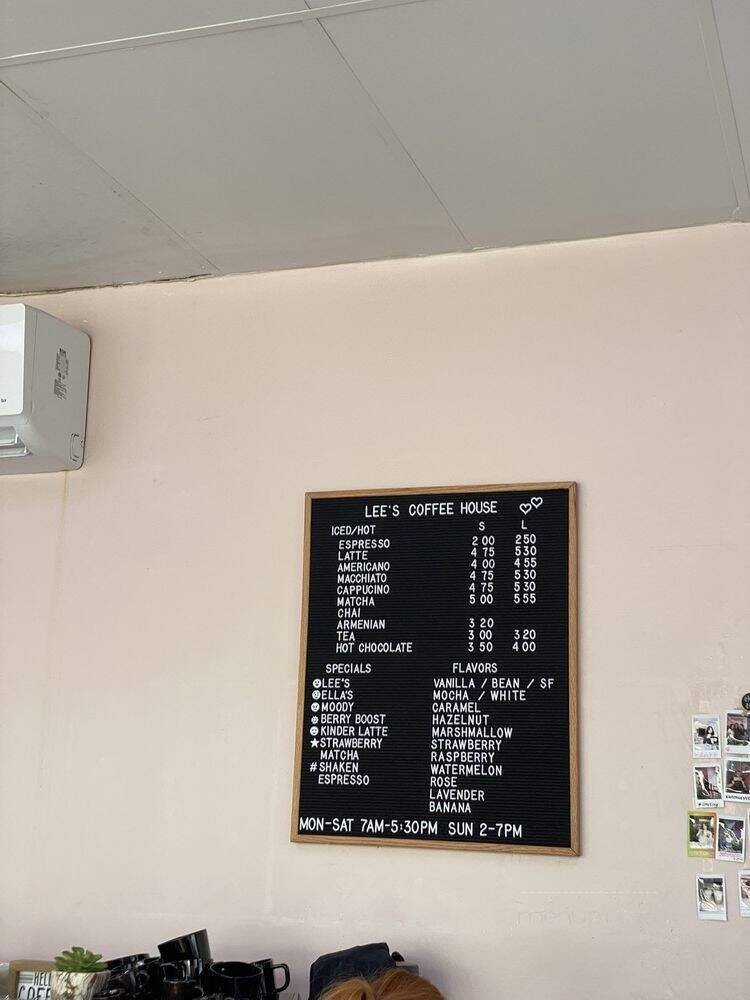 LEE'S COFFEE HOUSE
ICED/HOT S L
ESPRESSO 2 00 2 50
LATTE 4 75 5 30
AMERICANO 4 00 4 55
MACCHIATO 4 75 5 30
CAPPUCINO 4 75 5 30
MATCHA 5 00 5 55
CHAI
ARMENIAN 3 20
TEA 3 00 3 20
HOT CHOCOLATE 3 50 4 00
SPECIALS
LEE'S
ELLA'S
MOODY
BERRY BOOST
KINDER LATTE
★STRAWBERRY
MATCHA
#SHAKEN
ESPRESSO
FLAVORS
VANILLA / BEAN / SF
MOCHA / WHITE
CARAMEL
HAZELNUT
MARSHMALLOW
STRAWBERRY
RASPBERRY
WATERMELON
ROSE
LAVENDER
BANANA
MON-SAT 7AM-5:30PM SUN 2-7PM